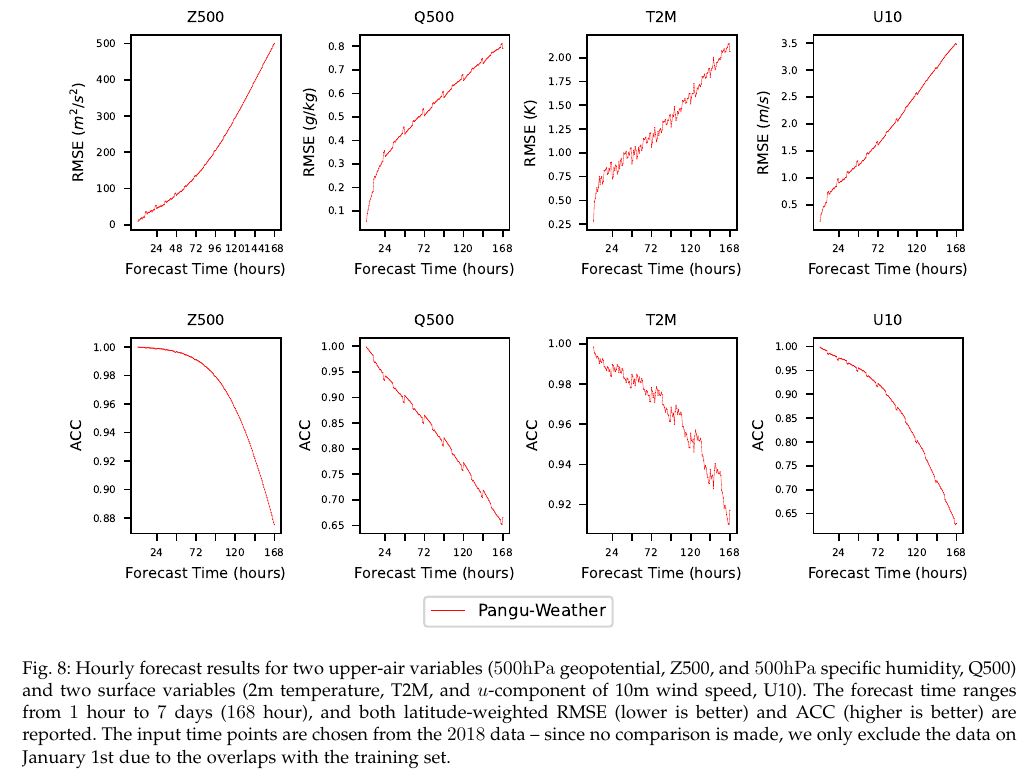 Z500 Q500 T2M U10
RMSE (m²/s²)
500
400
300
200
100
0
24 48 72 96 120 144 168
Forecast Time (hours)
RMSE (g/kg)
0.8
0.7
0.6
0.5
0.4
0.3
0.2
0.1
24 72 120 168
Forecast Time (hours)
RMSE (K)
2.00
1.75
1.50
1.25
1.00
0.75
0.50
0.25
24 72 120 168
Forecast Time (hours)
RMSE (m/s)
3.5
3.0
2.5
2.0
1.5
1.0
0.5
24 72 120 168
Forecast Time (hours)
Z500 Q500 T2M U10
ACC
1.00
0.98
0.96
0.94
0.92
0.90
0.88
24 72 120 168
Forecast Time (hours)
ACC
1.00
0.95
0.90
0.85
0.80
0.75
0.70
0.65
24 72 120 168
Forecast Time (hours)
ACC
1.00
0.98
0.96
0.94
0.92
24 72 120 168
Forecast Time (hours)
ACC
1.00
0.95
0.90
0.85
0.80
0.75
0.70
0.65
24 72 120 168
Forecast Time (hours)
Pangu-Weather
Fig. 8: Hourly forecast results for two upper-air variables (500hPa geopotential, Z500, and 500hPa specific humidity, Q500)
and two surface variables (2m temperature, T2M, and u-component of 10m wind speed, U10). The forecast time ranges
from 1 hour to 7 days (168 hour), and both latitude-weighted RMSE (lower is better) and ACC (higher is better) are
reported. The input time points are chosen from the 2018 data – since no comparison is made, we only exclude the data on
January 1st due to the overlaps with the training set.